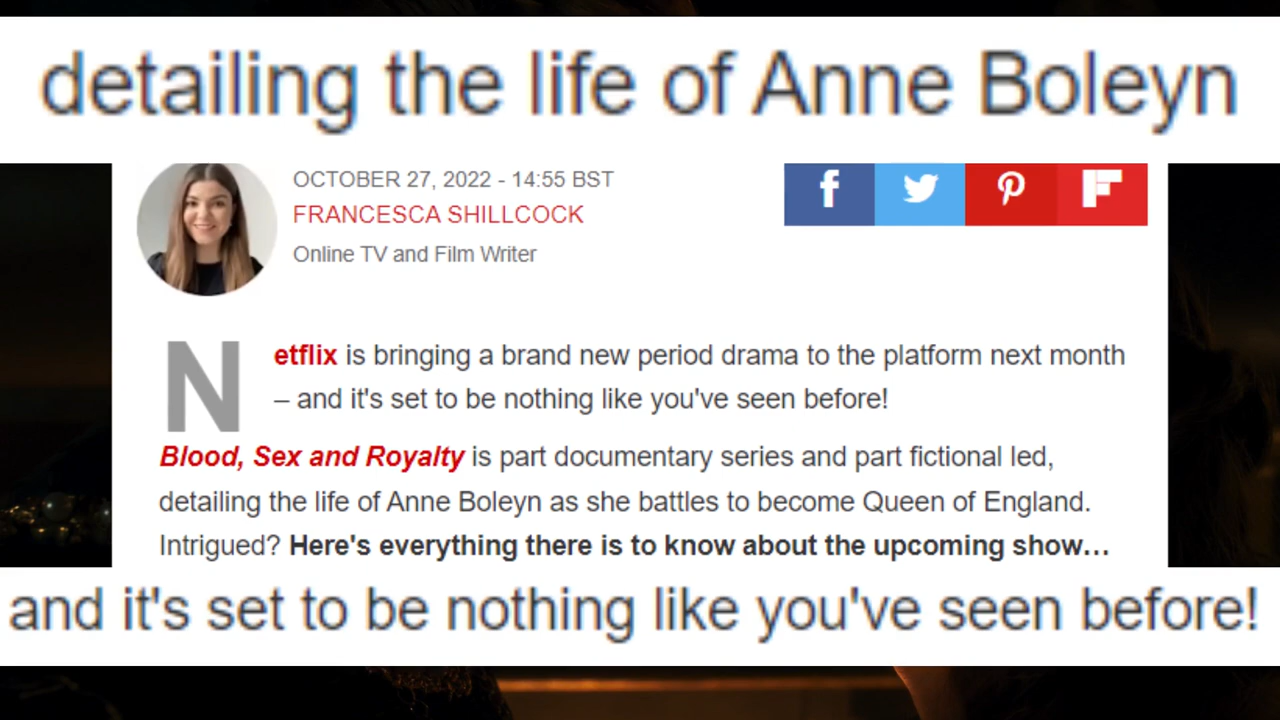 detailing the life of Anne Boleyn
OCTOBER 27, 2022 - 14:55 BST
FRANCESCA SHILLCOCK
Online TV and Film Writer
Netflix is bringing a brand new period drama to the platform next month
– and it's set to be nothing like you've seen before!
Blood, Sex and Royalty is part documentary series and part fictional led,
detailing the life of Anne Boleyn as she battles to become Queen of England.
Intrigued? Here's everything there is to know about the upcoming show...
and it's set to be nothing like you've seen before!